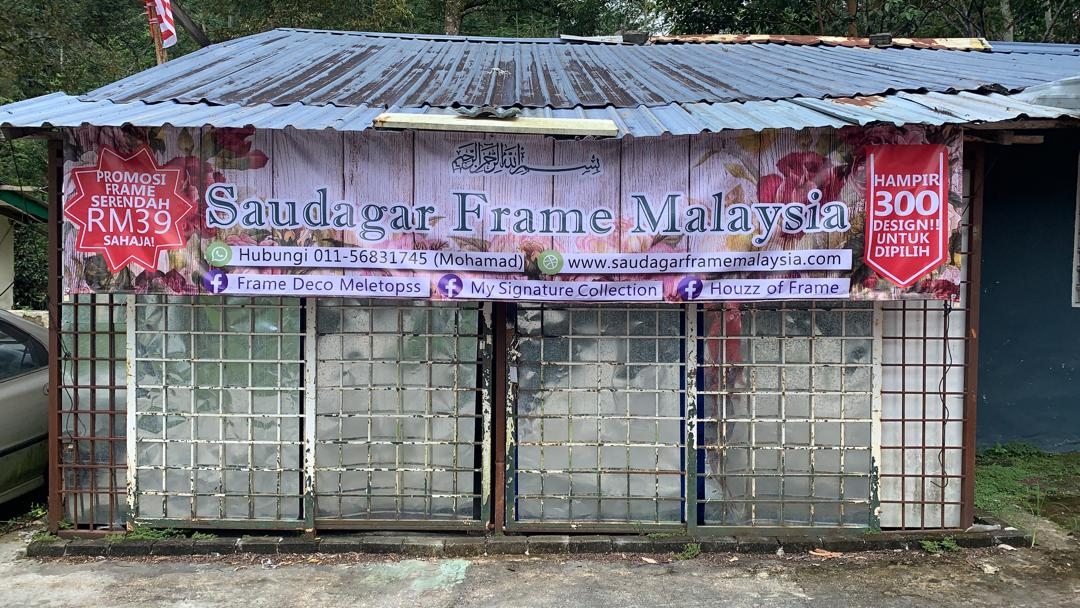 بسم الله الرحمن الرحيم
PROMOSI
FRAME
SERENDAH
RM39
SAHAJA!
Saudagar Frame Malaysia
Hubungi 011-56831745 (Mohamad)
www.saudagarframemalaysia.com
Frame Deco Meletopss
My Signature Collection
Houzz of Frame
HAMPIR
300
DESIGN!!
UNTUK
DIPILIH